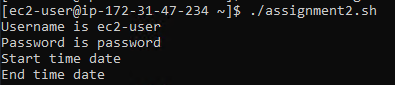 [ec2-user@ip-172-31-47-234 ~]$ ./assignment2.sh
Username is ec2-user
Password is password
Start time date
End time date